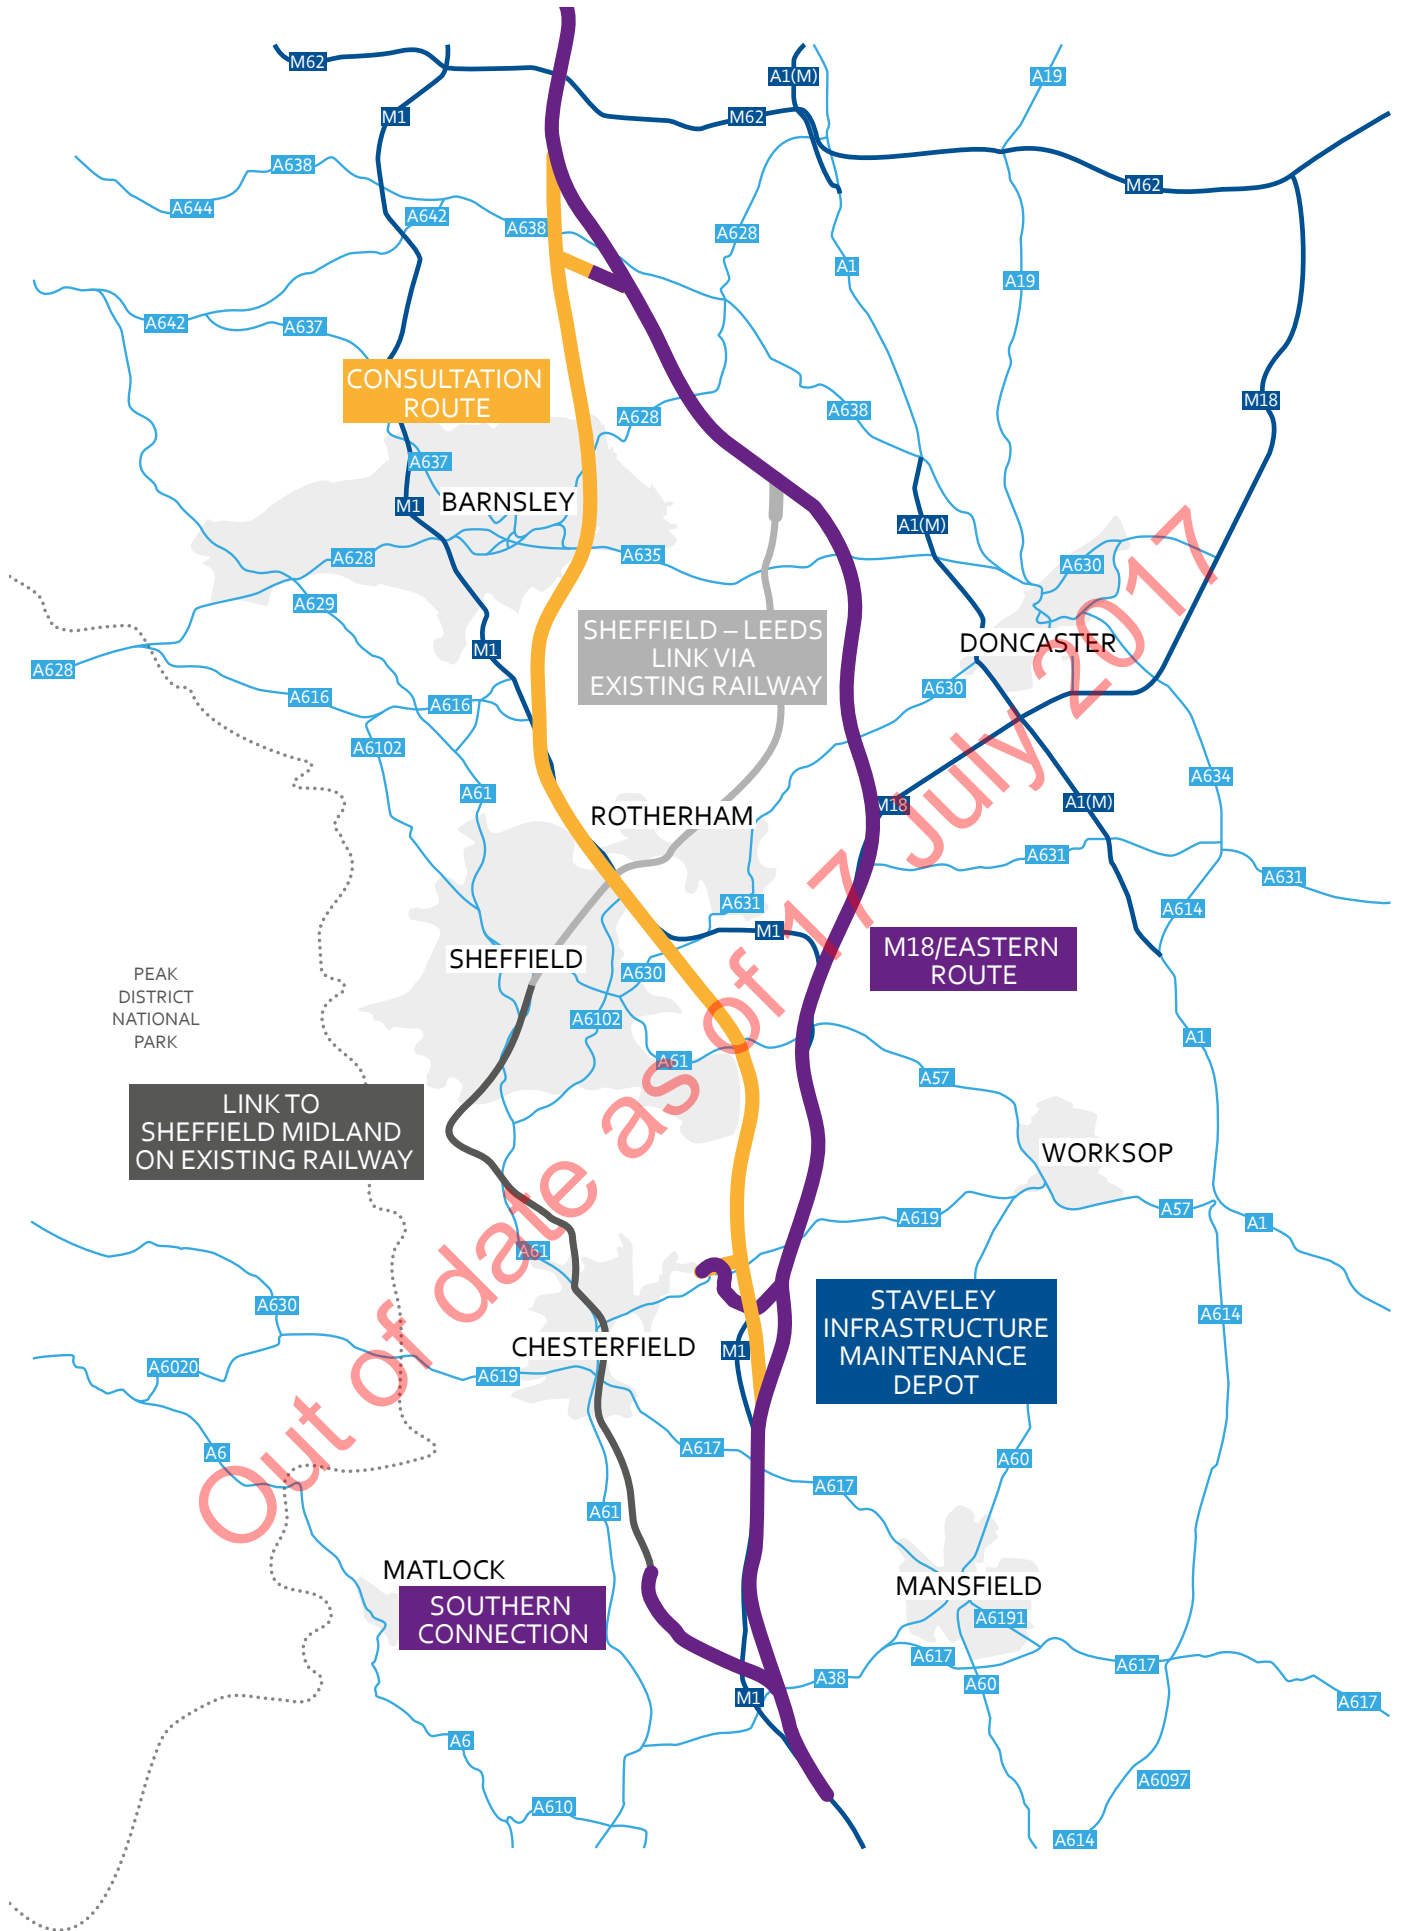 M62
A1(M)
A19
M1
M62
A638
M62
A644
A642
A638
A628
A1
A19
A642
A637
CONSULTATION
ROUTE
M18
A628
A638
A637
BARNSLEY
M1
A1(M)
A628
A635
A630
A629
SHEFFIELD – LEEDS
LINK VIA
EXISTING RAILWAY
DONCASTER
M1
A628
A630
A616
A616
A6102
A634
A61
M18
A1(M)
ROTHERHAM
A631
A631
A631
A614
M1
M18/EASTERN
ROUTE
SHEFFIELD
A630
PEAK
DISTRICT
NATIONAL
PARK
A6102
A1
A61
A57
LINK TO
SHEFFIELD MIDLAND
ON EXISTING RAILWAY
WORKSOP
A57
A619
A1
A61
STAVELEY
INFRASTRUCTURE
MAINTENANCE
DEPOT
A630
A614
CHESTERFIELD
M1
A6020
A619
A6
A617
A60
A617
A61
MATLOCK
SOUTHERN
CONNECTION
MANSFIELD
A6191
A617
A617
A38
A60
M1
A617
A6
A6097
A610
A614
Out of date as of 17 July 2017